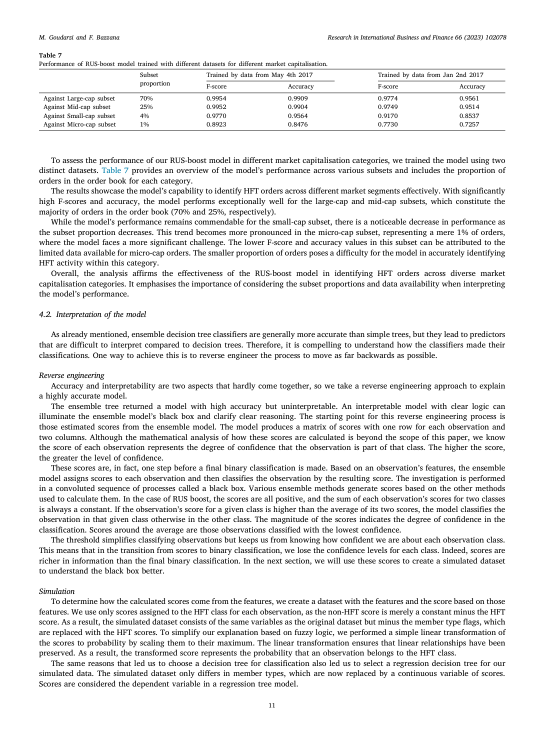 M. Goudarzi and F. Bazzana
Research in International Business and Finance 66 (2023) 102078
Table 7
Performance of RUS-boost model trained with different datasets for different market capitalisation.
Subset proportion Trained by data from May 4th 2017 Trained by data from Jan 2nd 2017
F-score Accuracy F-score Accuracy
Against Large-cap subset 70% 0.9954 0.9909 0.9774 0.9561
Against Mid-cap subset 25% 0.9952 0.9904 0.9749 0.9514
Against Small-cap subset 4% 0.9770 0.9564 0.9170 0.8537
Against Micro-cap subset 1% 0.8923 0.8476 0.7730 0.7257
To assess the performance of our RUS-boost model in different market capitalisation categories, we trained the model using two
distinct datasets. Table 7 provides an overview of the model's performance across various subsets and includes the proportion of
orders in the order book for each category.
The results showcase the model's capability to identify HFT orders across different market segments effectively. With significantly
high F-scores and accuracy, the model performs exceptionally well for the large-cap and mid-cap subsets, which constitute the
majority of orders in the order book (70% and 25%, respectively).
While the model's performance remains commendable for the small-cap subset, there is a noticeable decrease in performance as
the subset proportion decreases. This trend becomes more pronounced in the micro-cap subset, representing a mere 1% of orders,
where the model faces a more significant challenge. The lower F-score and accuracy values in this subset can be attributed to the
limited data available for micro-cap orders. The smaller proportion of orders poses a difficulty for the model in accurately identifying
HFT activity within this category.
Overall, the analysis affirms the effectiveness of the RUS-boost model in identifying HFT orders across diverse market
capitalisation categories. It emphasises the importance of considering the subset proportions and data availability when interpreting
the model's performance.
4.2. Interpretation of the model
As already mentioned, ensemble decision tree classifiers are generally more accurate than simple trees, but they lead to predictors
that are difficult to interpret compared to decision trees. Therefore, it is compelling to understand how the classifiers made their
classifications. One way to achieve this is to reverse engineer the process to move as far backwards as possible.
Reverse engineering
Accuracy and interpretability are two aspects that hardly come together, so we take a reverse engineering approach to explain
a highly accurate model.
The ensemble tree returned a model with high accuracy but uninterpretable. An interpretable model with clear logic can
illuminate the ensemble model's black box and clarify clear reasoning. The starting point for this reverse engineering process is
those estimated scores from the ensemble model. The model produces a matrix of scores with one row for each observation and
two columns. Although the mathematical analysis of how these scores are calculated is beyond the scope of this paper, we know
the score of each observation represents the degree of confidence that the observation is part of that class. The higher the score,
the greater the level of confidence.
These scores are, in fact, one step before a final binary classification is made. Based on an observation's features, the ensemble
model assigns scores to each observation and then classifies the observation by the resulting score. The investigation is performed
in a convoluted sequence of processes called a black box. Various ensemble methods generate scores based on the other methods
used to calculate them. In the case of RUS boost, the scores are all positive, and the sum of each observation's scores for two classes
is always a constant. If the observation's score for a given class is higher than the average of its two scores, the model classifies the
observation in that given class otherwise in the other class. The magnitude of the scores indicates the degree of confidence in the
classification. Scores around the average are those observations classified with the lowest confidence.
The threshold simplifies classifying observations but keeps us from knowing how confident we are about each observation class.
This means that in the transition from scores to binary classification, we lose the confidence levels for each class. Indeed, scores are
richer in information than the final binary classification. In the next section, we will use these scores to create a simulated dataset
to understand the black box better.
Simulation
To determine how the calculated scores come from the features, we create a dataset with the features and the score based on those
features. We use only scores assigned to the HFT class for each observation, as the non-HFT score is merely a constant minus the HFT
score. As a result, the simulated dataset consists of the same variables as the original dataset but minus the member type flags, which
are replaced with the HFT scores. To simplify our explanation based on fuzzy logic, we performed a simple linear transformation of
the scores to probability by scaling them to their maximum. The linear transformation ensures that linear relationships have been
preserved. As a result, the transformed score represents the probability that an observation belongs to the HFT class.
The same reasons that led us to choose a decision tree for classification also led us to select a regression decision tree for our
simulated data. The simulated dataset only differs in member types, which are now replaced by a continuous variable of scores.
Scores are considered the dependent variable in a regression tree model.
11